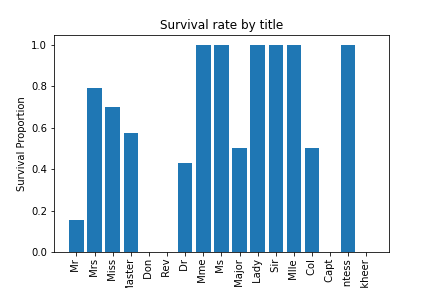 Survival rate by title
Survival Proportion
1.0
0.8
0.6
0.4
0.2
0.0
Mr
Mrs
Miss
laster
Don
Rev
Dr
Mme
Ms
Major
Lady
Sir
Mlle
Col
Capt
ntess
kheer